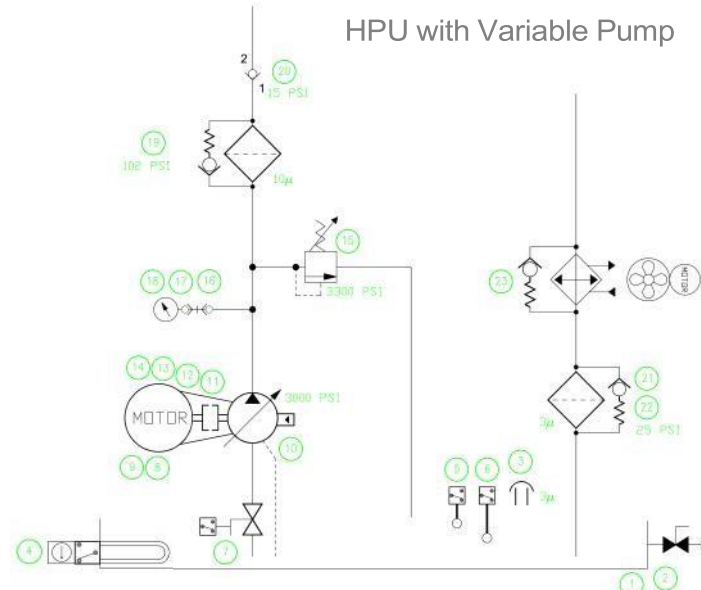 HPU with Variable Pump
2
20
1
15 PSI
19
102 PSI
10μ
15
3300 PSI
23
MOTOR
18 17 16
14 13 12 11
3000 PSI
MOTOR
10
9 8
21
22
25 PSI
3μ
5 6 3
3μ
7
4
1 2